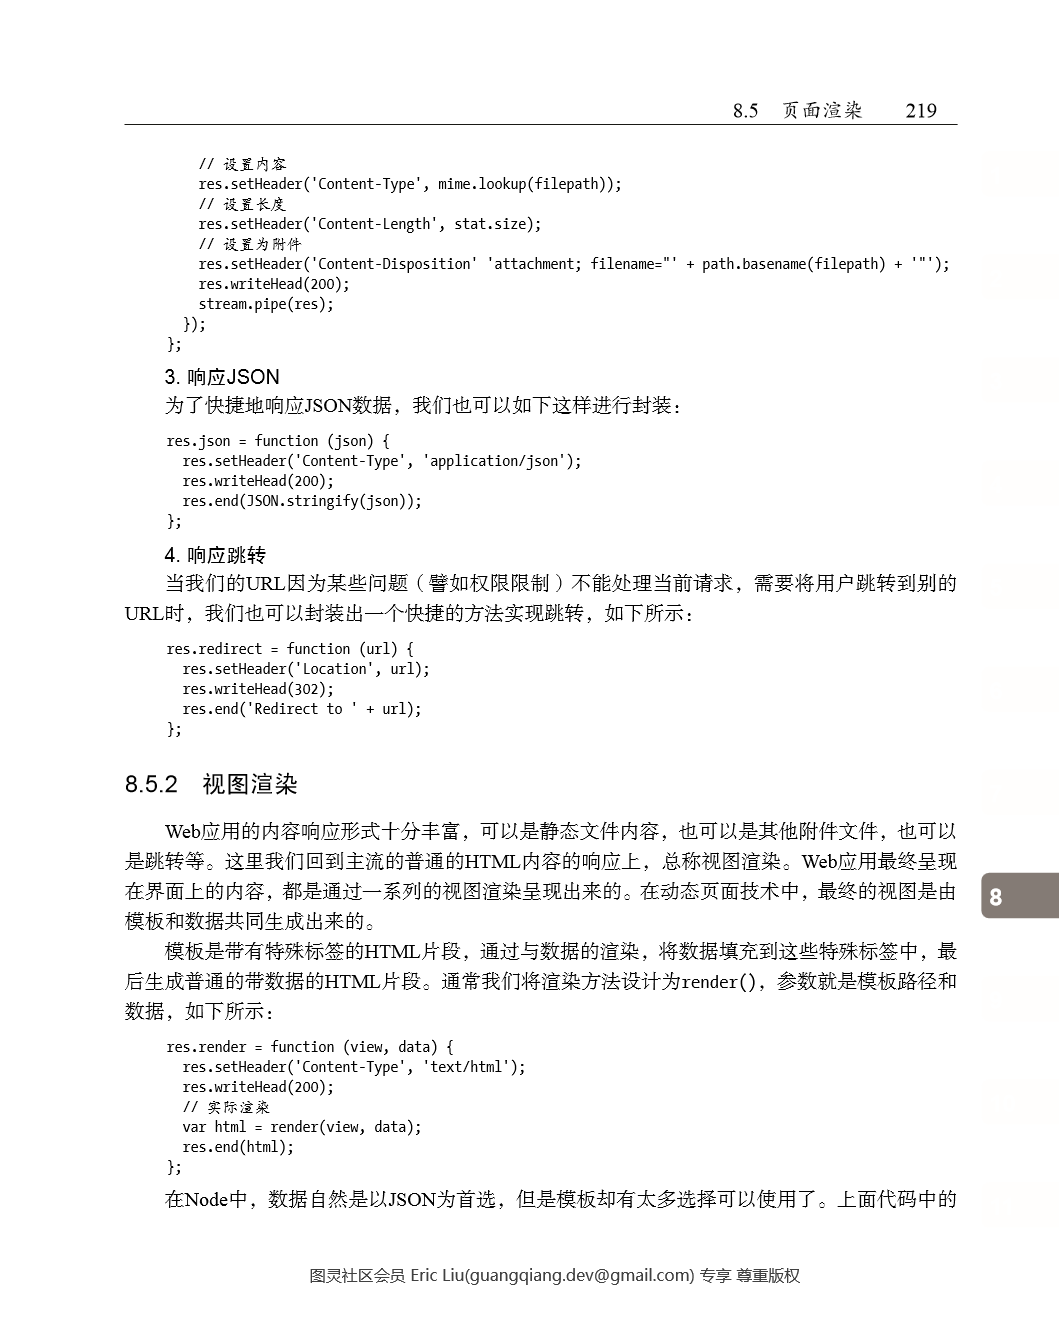 8.5 页面渲染 219
// 设置内容
res.setHeader('Content-Type', mime.lookup(filepath));
// 设置长度
res.setHeader('Content-Length', stat.size);
// 设置为附件
res.setHeader('Content-Disposition' 'attachment; filename="' + path.basename(filepath) + '"');
res.writeHead(200);
stream.pipe(res);
});
};
3. 响应JSON
为了快捷地响应JSON数据，我们也可以如下这样进行封装：
res.json = function (json) {
res.setHeader('Content-Type', 'application/json');
res.writeHead(200);
res.end(JSON.stringify(json));
};
4. 响应跳转
当我们的URL因为某些问题（譬如权限限制）不能处理当前请求，需要将用户跳转到别的
URL时，我们也可以封装出一个快捷的方法实现跳转，如下所示：
res.redirect = function (url) {
res.setHeader('Location', url);
res.writeHead(302);
res.end('Redirect to ' + url);
};
8.5.2 视图渲染
Web应用的内容响应形式十分丰富，可以是静态文件内容，也可以是其他附件文件，也可以
是跳转等。这里我们回到主流的普通的HTML内容的响应上，总称视图渲染。Web应用最终呈现
在界面上的内容，都是通过一系列的视图渲染呈现出来的。在动态页面技术中，最终的视图是由
模板和数据共同生成出来的。
模板是带有特殊标签的HTML片段，通过与数据的渲染，将数据填充到这些特殊标签中，最
后生成普通的带数据的HTML片段。通常我们将渲染方法设计为render()，参数就是模板路径和
数据，如下所示：
res.render = function (view, data) {
res.setHeader('Content-Type', 'text/html');
res.writeHead(200);
// 实际渲染
var html = render(view, data);
res.end(html);
};
在Node中，数据自然是以JSON为首选，但是模板却有太多选择可以使用了。上面代码中的
8
图灵社区会员 Eric Liu(guangqiang.dev@gmail.com) 专享 尊重版权